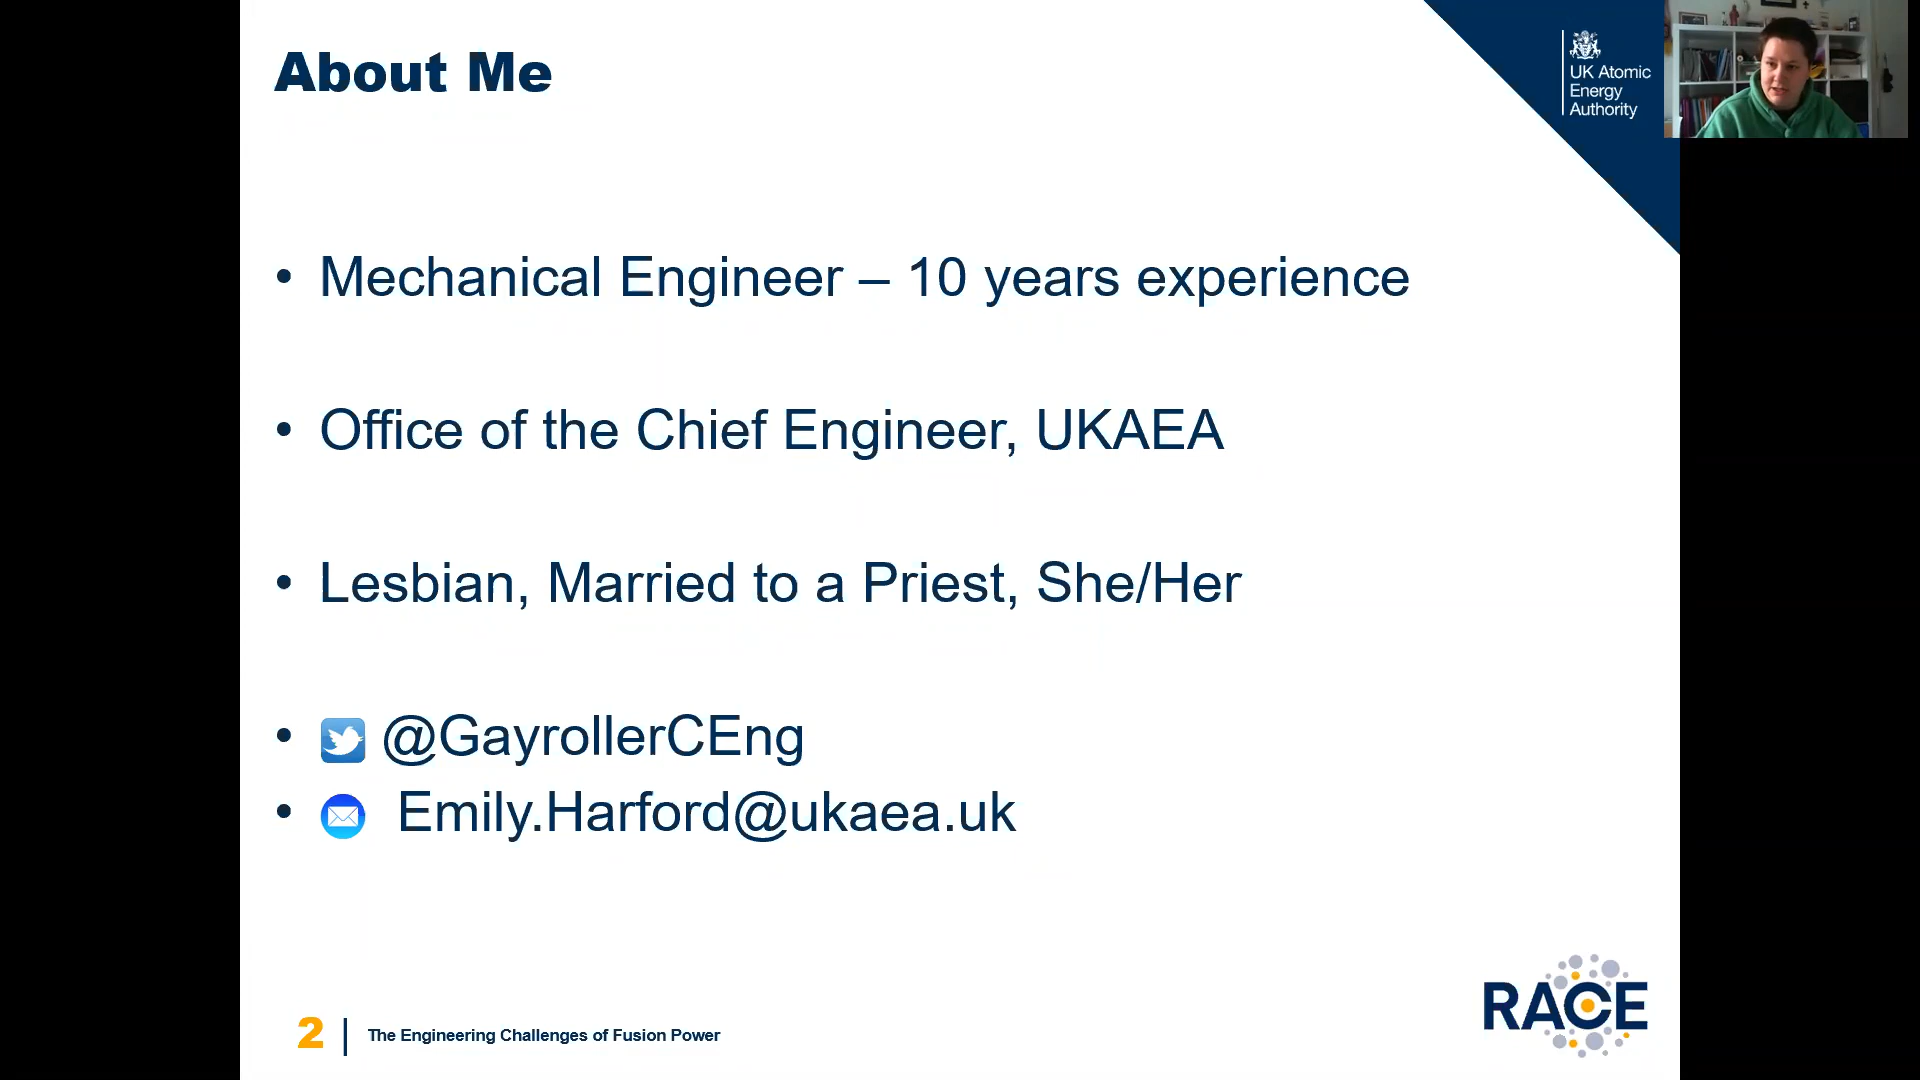 About Me
UK Atomic
Energy
Authority
• Mechanical Engineer – 10 years experience
• Office of the Chief Engineer, UKAEA
• Lesbian, Married to a Priest, She/Her
• @GayrollerCEng
• Emily.Harford@ukaea.uk
RACE
2 | The Engineering Challenges of Fusion Power